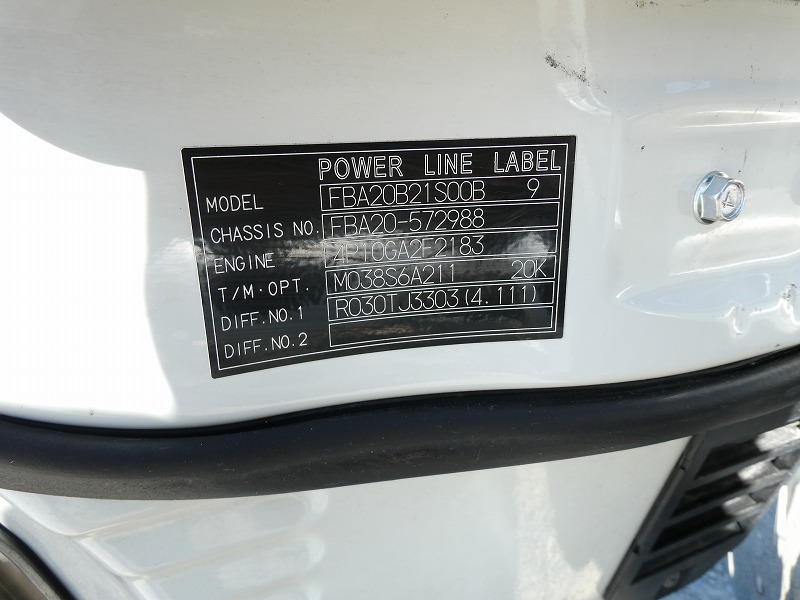 POWER LINE LABEL
MODEL FBA20B21S00B 9
CHASSIS NO. FBA20-572988
ENGINE 4P10GA2F2183
T/M·OPT. M038S6A211 20K
DIFF.NO.1 R030TJ3303(4.111)
DIFF.NO.2